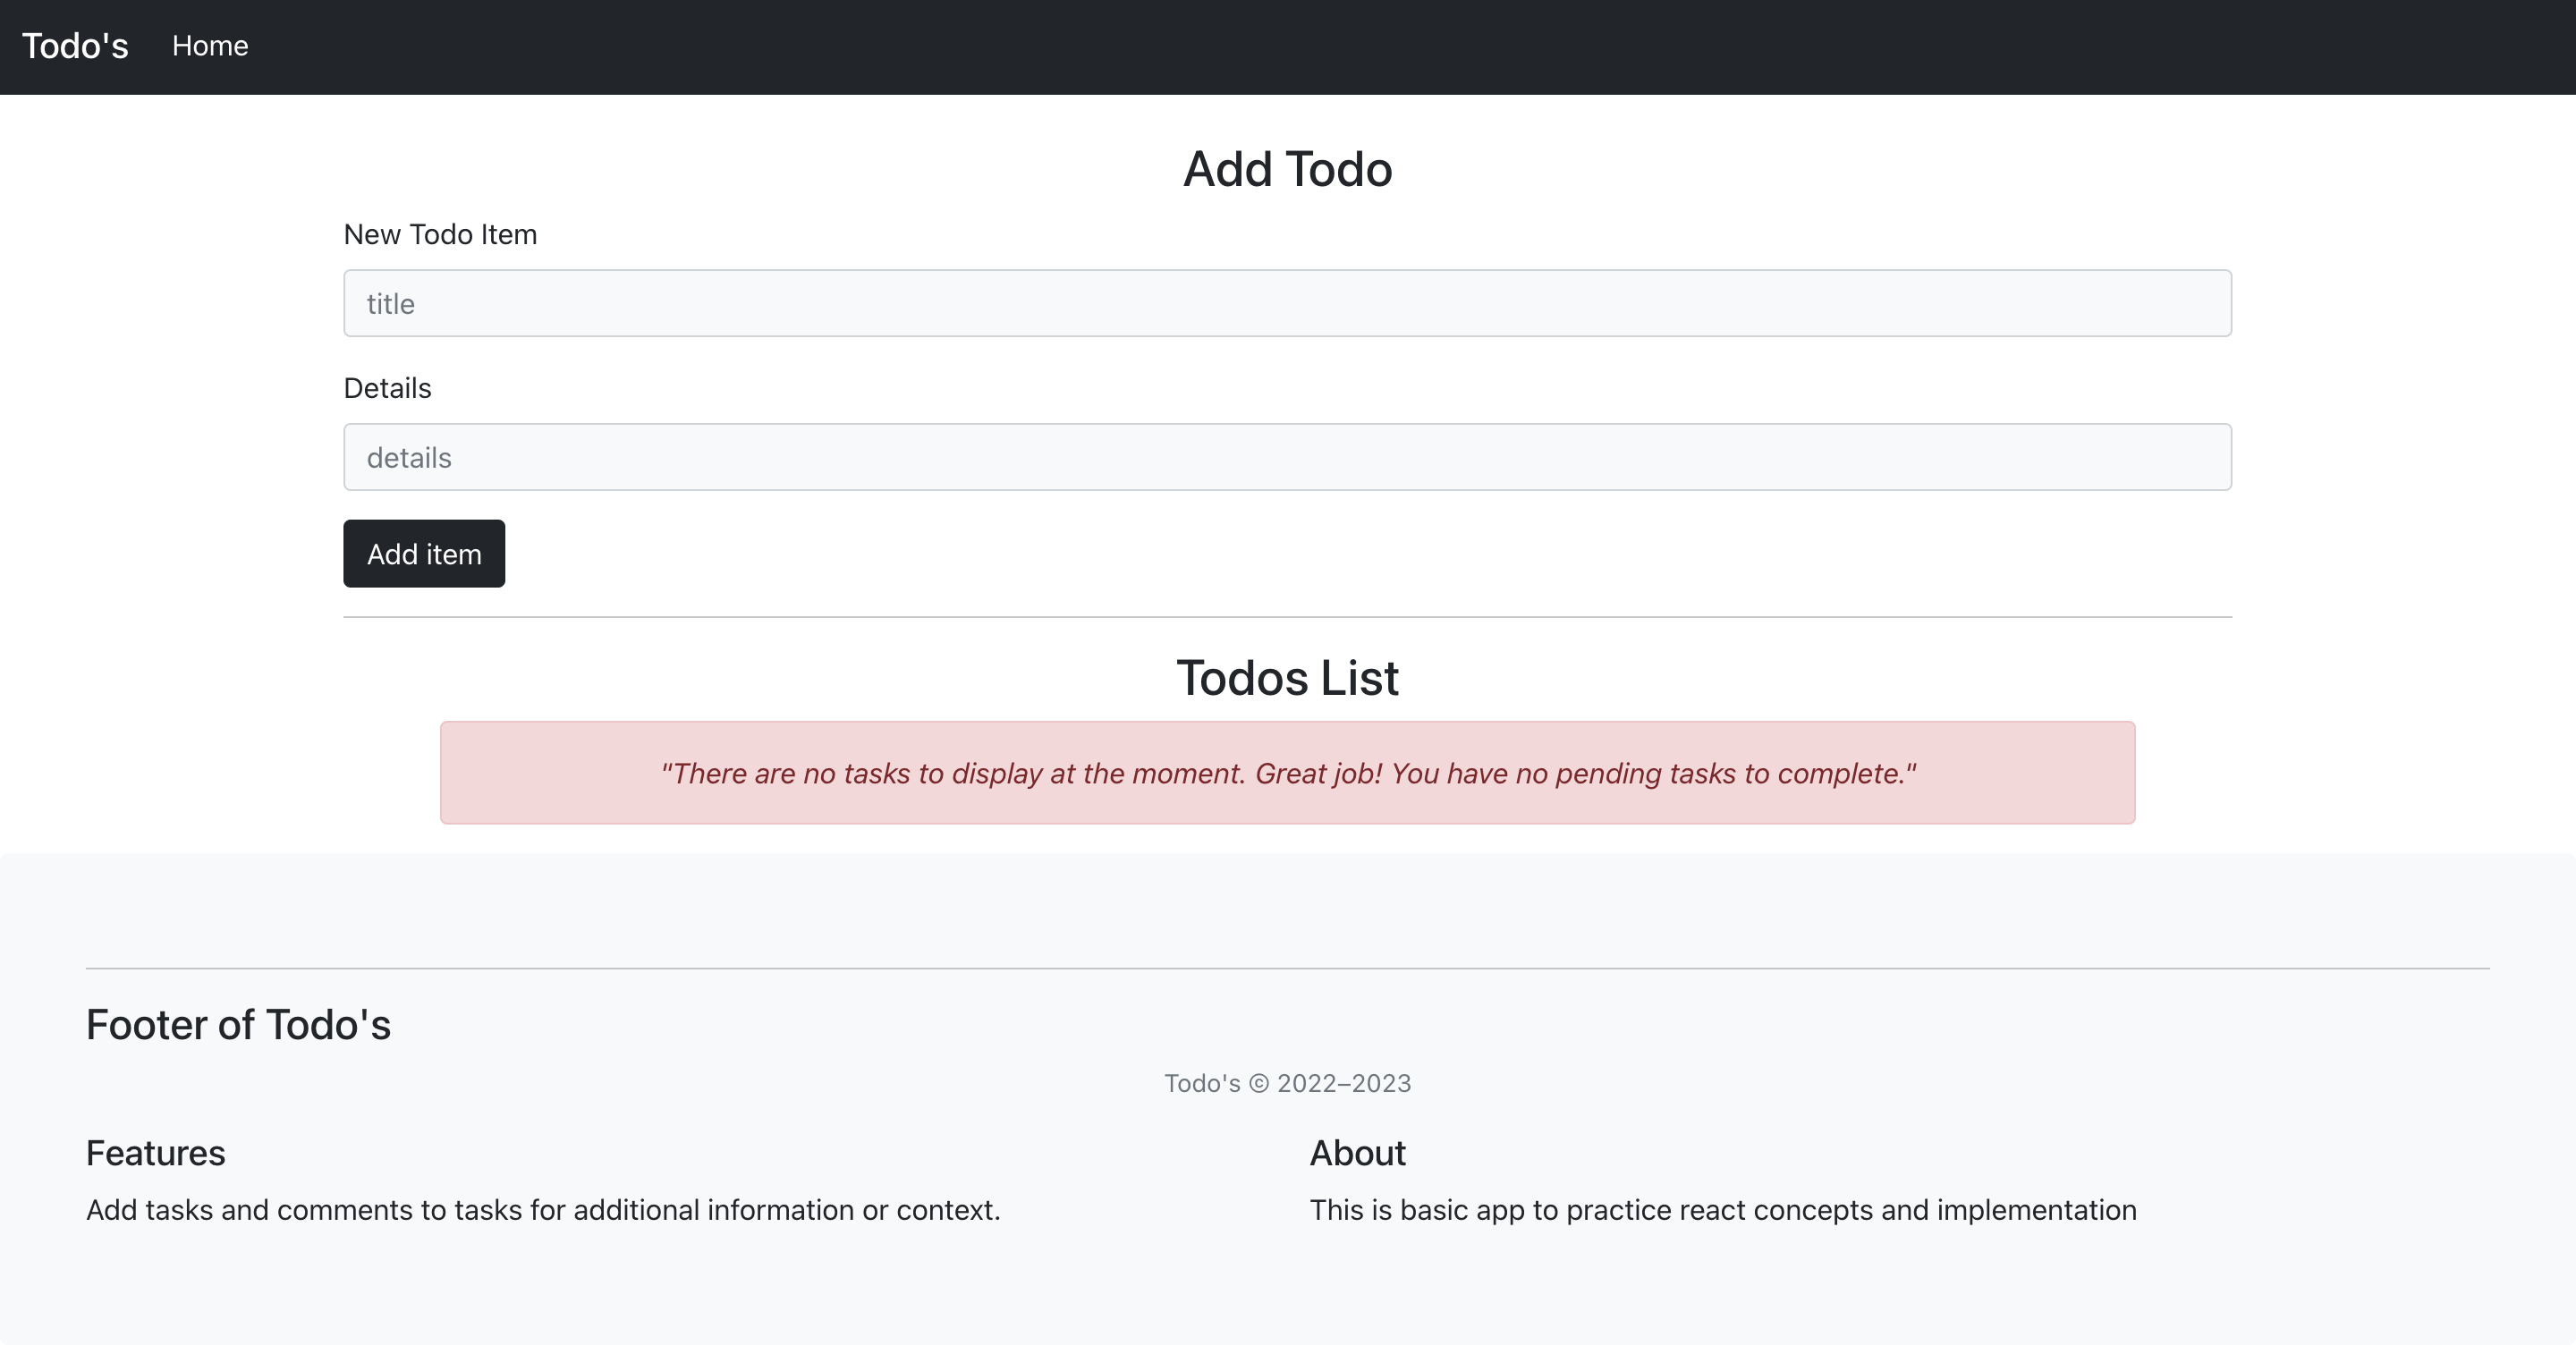 Todo's Home
Add Todo
New Todo Item
title
Details
details
Add item
Todos List
"There are no tasks to display at the moment. Great job! You have no pending tasks to complete."
Footer of Todo's
Todo's © 2022–2023
Features
Add tasks and comments to tasks for additional information or context.
About
This is basic app to practice react concepts and implementation